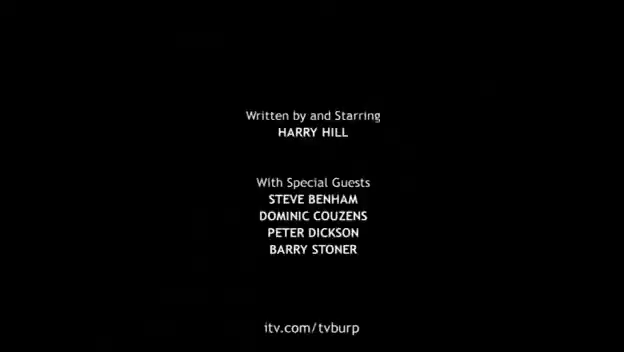 Written by and Starring
HARRY HILL
With Special Guests
STEVE BENHAM
DOMINIC COUZENS
PETER DICKSON
BARRY STONER
itv.com/tvburp